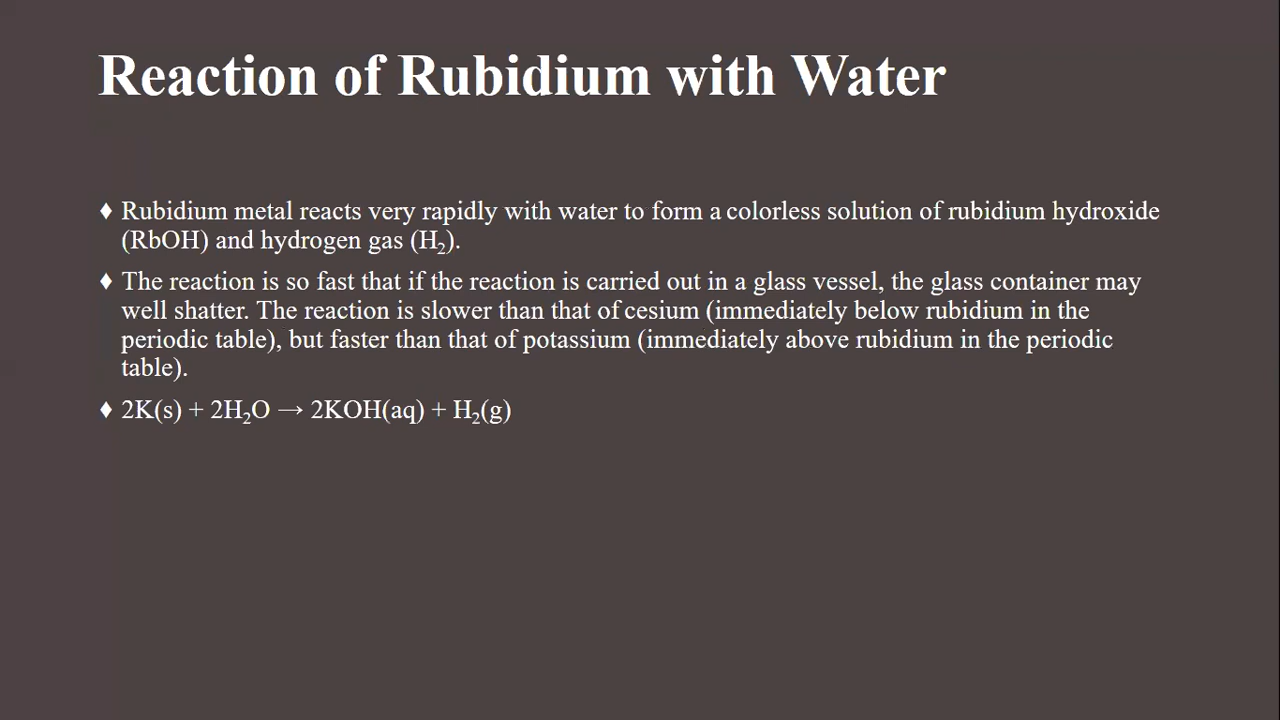 Reaction of Rubidium with Water
♦ Rubidium metal reacts very rapidly with water to form a colorless solution of rubidium hydroxide
(RbOH) and hydrogen gas (H₂).
♦ The reaction is so fast that if the reaction is carried out in a glass vessel, the glass container may
well shatter. The reaction is slower than that of cesium (immediately below rubidium in the
periodic table), but faster than that of potassium (immediately above rubidium in the periodic
table).
♦ 2K(s) + 2H₂O → 2KOH(aq) + H₂(g)